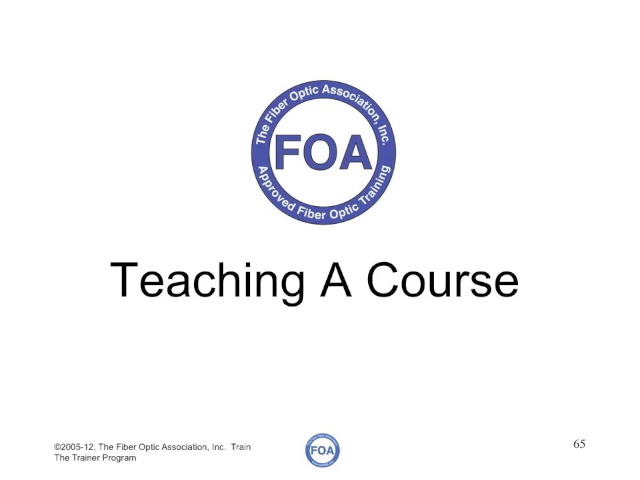 The Fiber Optic Association, Inc.
FOA
Approved Fiber Optic Training
Teaching A Course
©2005-12, The Fiber Optic Association, Inc. Train
The Trainer Program
FOA
65